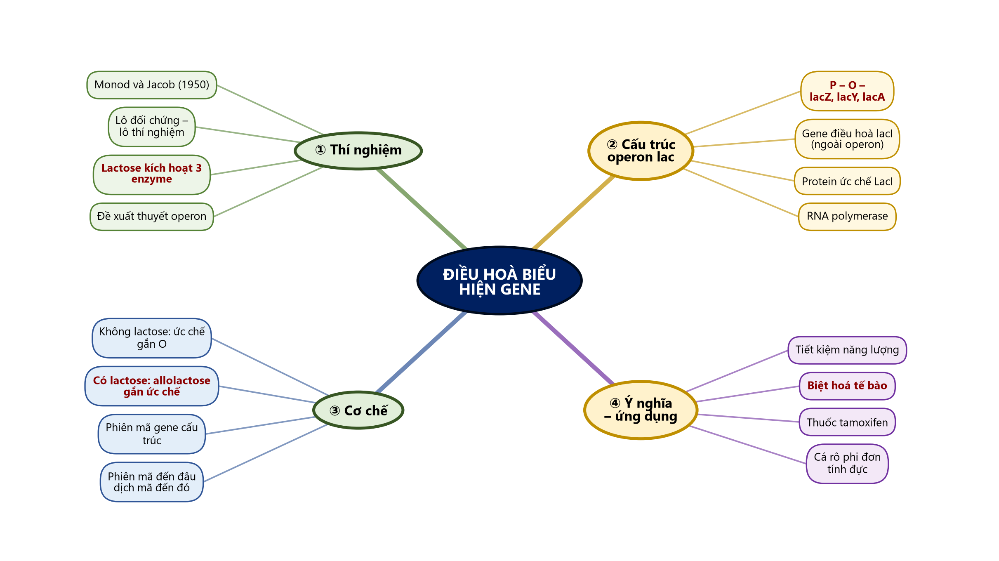 Monod và Jacob (1950)
Lô đối chứng –
lô thí nghiệm
Lactose kích hoạt 3
enzyme
Đề xuất thuyết operon
① Thí nghiệm
P – O –
lacZ, lacY, lacA
Gene điều hoà lacI
(ngoài operon)
Protein ức chế LacI
RNA polymerase
② Cấu trúc
operon lac
ĐIỀU HOÀ BIỂU
HIỆN GENE
Không lactose: ức chế
gắn O
Có lactose: allolactose
gắn ức chế
Phiên mã gene cấu
trúc
Phiên mã đến đâu
dịch mã đến đó
③ Cơ chế
Tiết kiệm năng lượng
Biệt hoá tế bào
Thuốc tamoxifen
Cá rô phi đơn
tính đực
④ Ý nghĩa
– ứng dụng